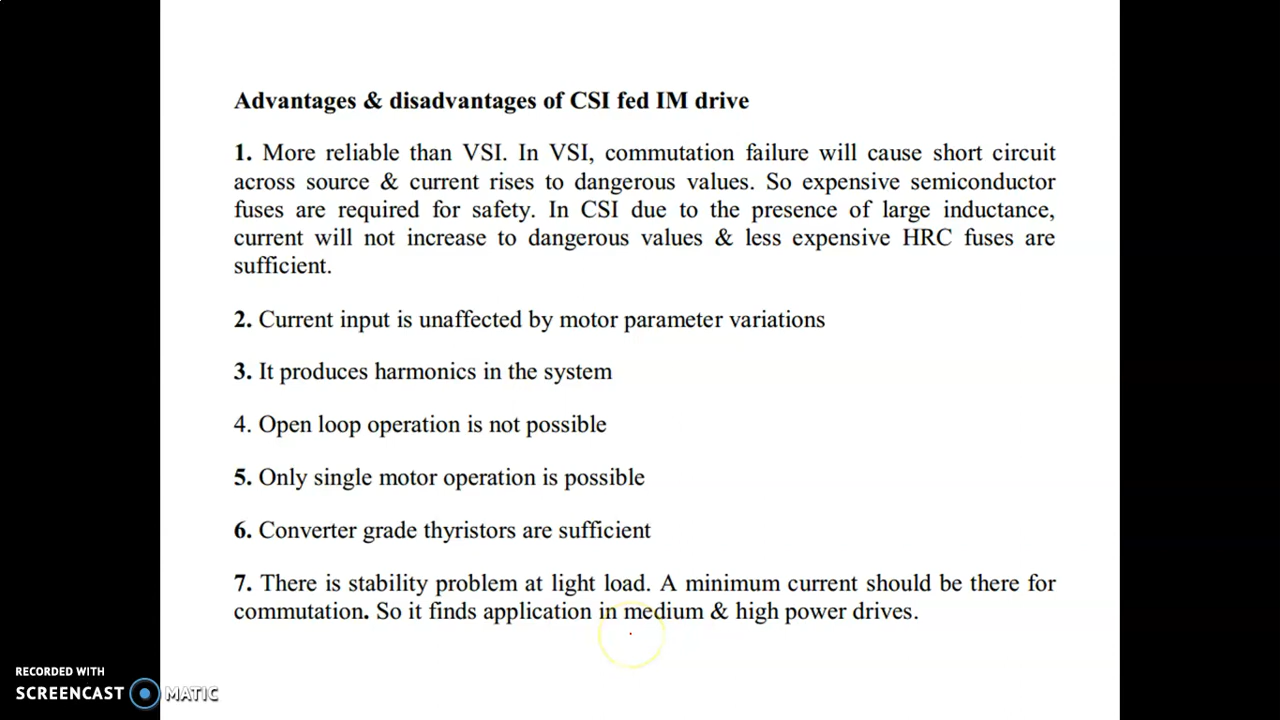 Advantages & disadvantages of CSI fed IM drive
1. More reliable than VSI. In VSI, commutation failure will cause short circuit
across source & current rises to dangerous values. So expensive semiconductor
fuses are required for safety. In CSI due to the presence of large inductance,
current will not increase to dangerous values & less expensive HRC fuses are
sufficient.
2. Current input is unaffected by motor parameter variations
3. It produces harmonics in the system
4. Open loop operation is not possible
5. Only single motor operation is possible
6. Converter grade thyristors are sufficient
7. There is stability problem at light load. A minimum current should be there for
commutation. So it finds application in medium & high power drives.
RECORDED WITH
SCREENCAST MATIC